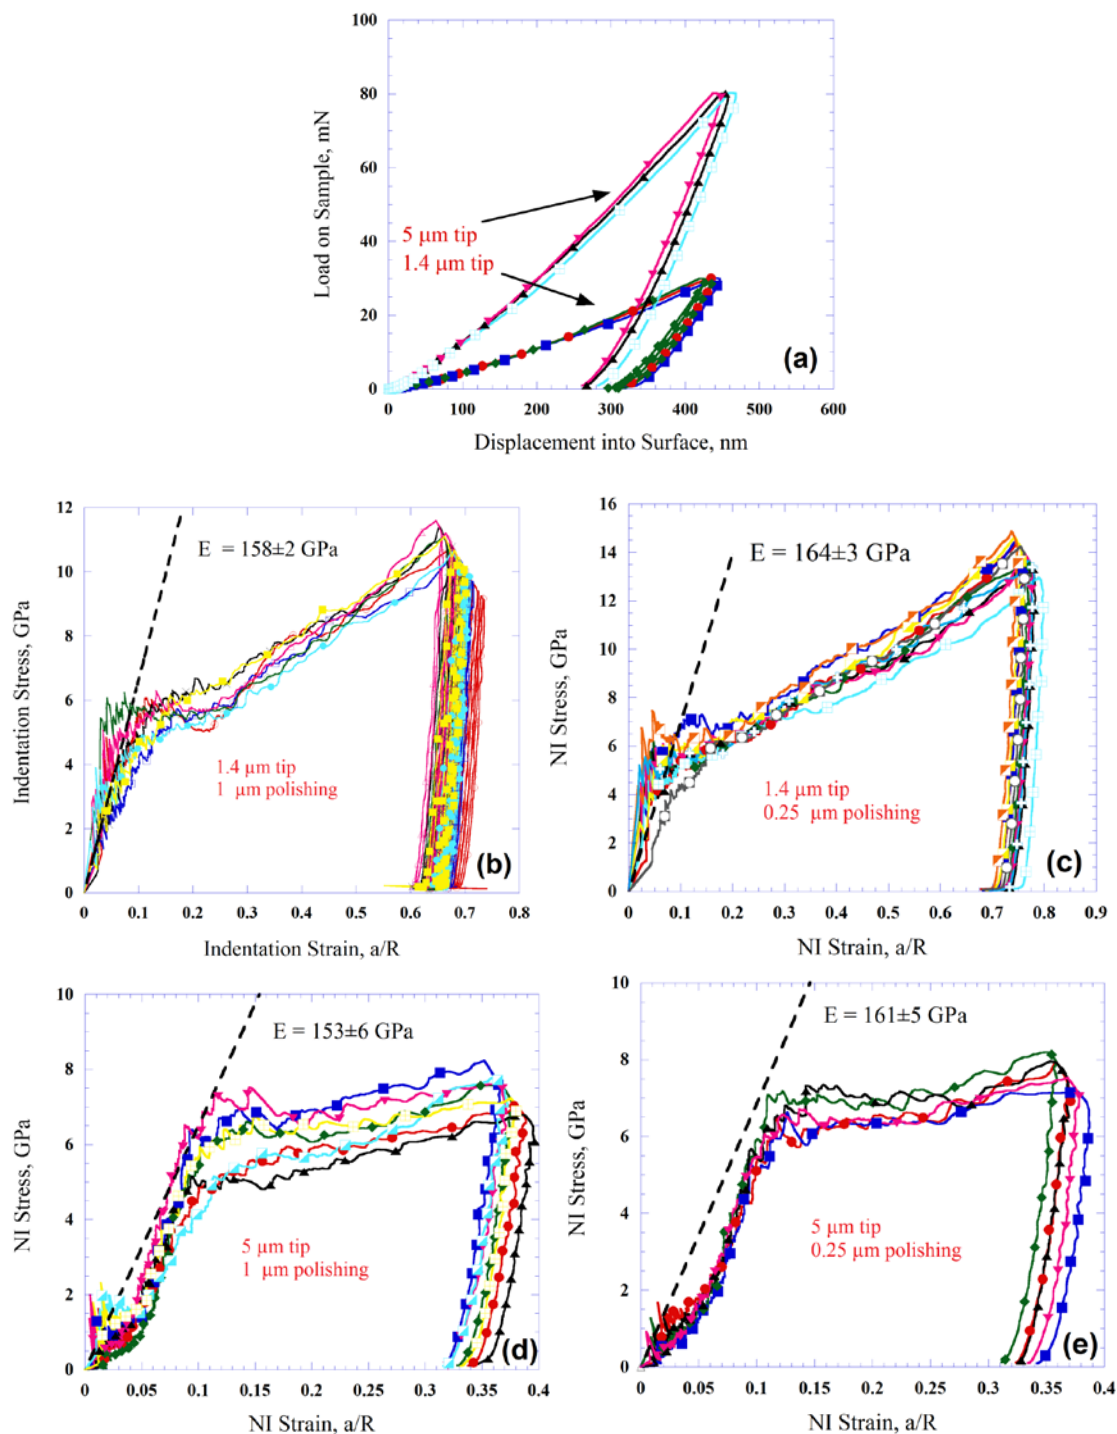 100
80
60
40
20
0
Load on Sample, mN
5 μm tip
1.4 μm tip
(a)
0 100 200 300 400 500 600
Displacement into Surface, nm
12
10
8
6
4
2
0
Indentation Stress, GPa
E = 158±2 GPa
1.4 μm tip
1 μm polishing
(b)
0 0.1 0.2 0.3 0.4 0.5 0.6 0.7 0.8
Indentation Strain, a/R
16
14
12
10
8
6
4
2
0
NI Stress, GPa
E = 164±3 GPa
1.4 μm tip
0.25 μm polishing
(c)
0 0.1 0.2 0.3 0.4 0.5 0.6 0.7 0.8 0.9
NI Strain, a/R
10
8
6
4
2
0
NI Stress, GPa
E = 153±6 GPa
5 μm tip
1 μm polishing
(d)
0 0.05 0.1 0.15 0.2 0.25 0.3 0.35 0.4
NI Strain, a/R
10
8
6
4
2
0
NI Stress, GPa
E = 161±5 GPa
5 μm tip
0.25 μm polishing
(e)
0 0.05 0.1 0.15 0.2 0.25 0.3 0.35 0.4
NI Strain, a/R